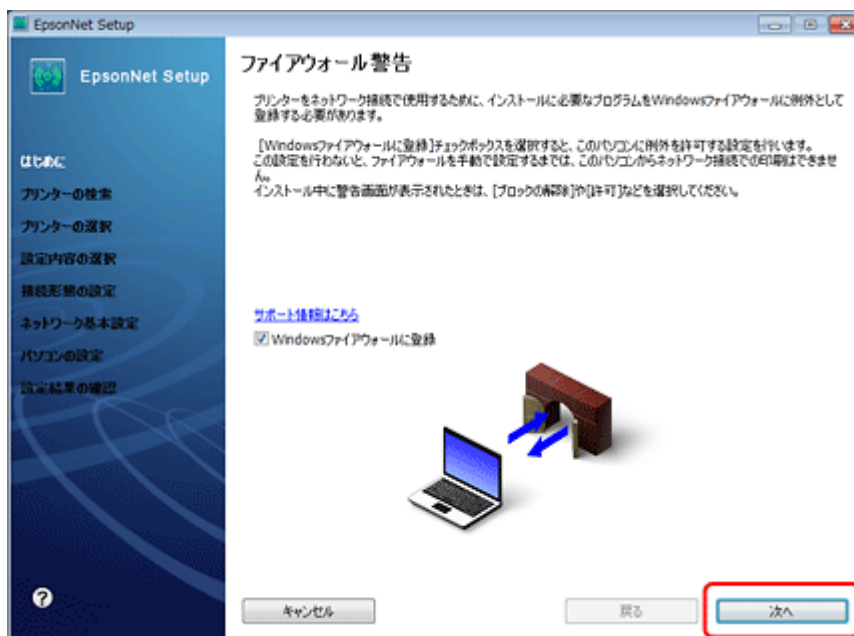 EpsonNet Setup
EpsonNet Setup
はじめに
プリンターの検索
プリンターの選択
設定内容の選択
接続形態の設定
ネットワーク基本設定
パソコンの設定
設定結果の確認
ファイアウォール警告
プリンターをネットワーク接続で使用するために、インストールに必要なプログラムをWindowsファイアウォールに例外として
登録する必要があります。
[Windowsファイアウォールに登録]チェックボックスを選択すると、このパソコンに例外を許可する設定を行います。
この設定を行わないと、ファイアウォールを手動で設定するまでは、このパソコンからネットワーク接続での印刷はできませ
ん。
インストール中に警告画面が表示されたときは、[ブロックの解除]や[許可]などを選択してください。
サポート情報はこちら
Windowsファイアウォールに登録
?
キャンセル
戻る
次へ